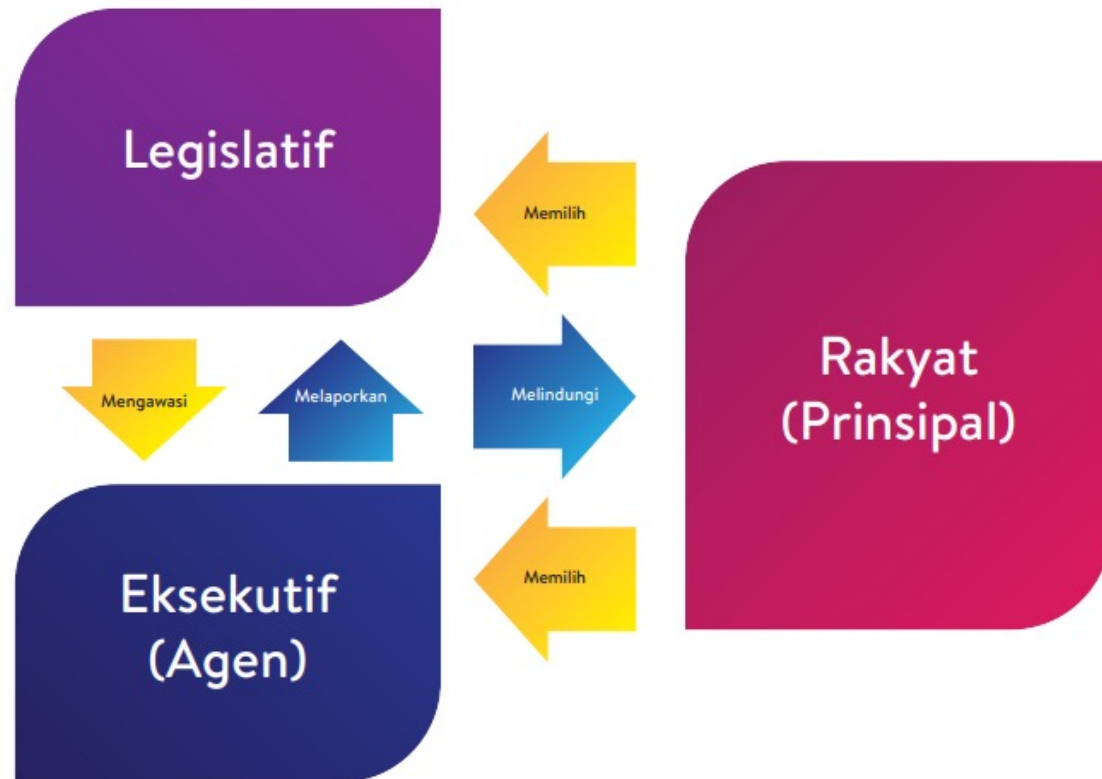 Legislatif
Memilih
Rakyat
(Prinsipal)
Mengawasi
Melaporkan
Melindungi
Eksekutif
(Agen)
Memilih